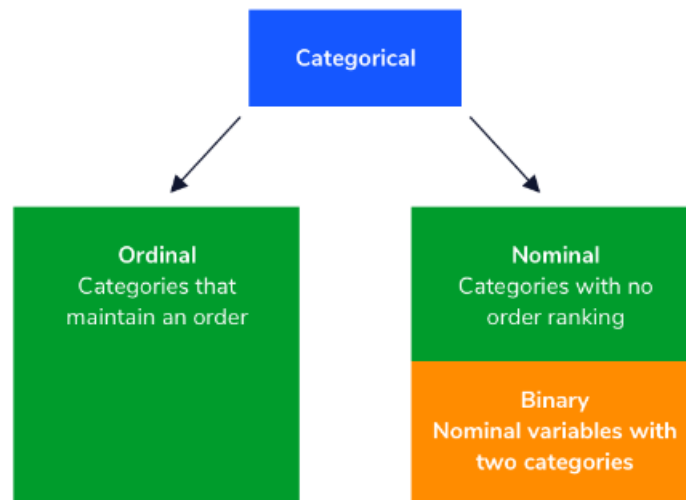 Categorical
Ordinal
Categories that
maintain an order
Nominal
Categories with no
order ranking
Binary
Nominal variables with
two categories